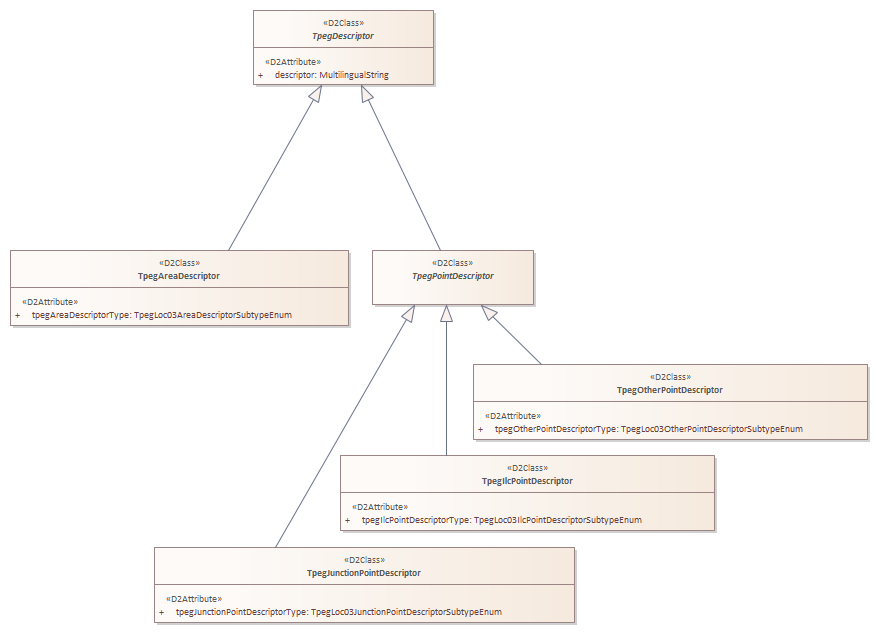 «D2Class»
TpegDescriptor
«D2Attribute»
+ descriptor: MultilingualString
«D2Class»
TpegAreaDescriptor
«D2Attribute»
+ tpegAreaDescriptorType: TpegLoc03AreaDescriptorSubtypeEnum
«D2Class»
TpegPointDescriptor
«D2Class»
TpegOtherPointDescriptor
«D2Attribute»
+ tpegOtherPointDescriptorType: TpegLoc03OtherPointDescriptorSubtypeEnum
«D2Class»
TpegIlcPointDescriptor
«D2Attribute»
+ tpegIlcPointDescriptorType: TpegLoc03IlcPointDescriptorSubtypeEnum
«D2Class»
TpegJunctionPointDescriptor
«D2Attribute»
+ tpegJunctionPointDescriptorType: TpegLoc03JunctionPointDescriptorSubtypeEnum